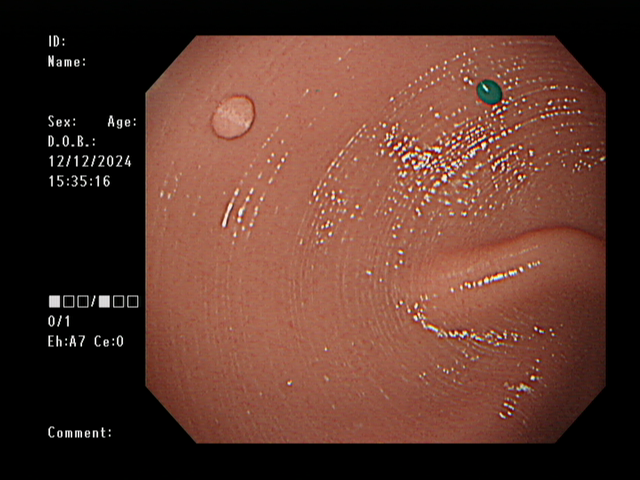 ID:
Name:
Sex: Age:
D.O.B.:
12/12/2024
15:35:16
■□□/■□□
0/1
Eh:A7 Ce:0
Comment: